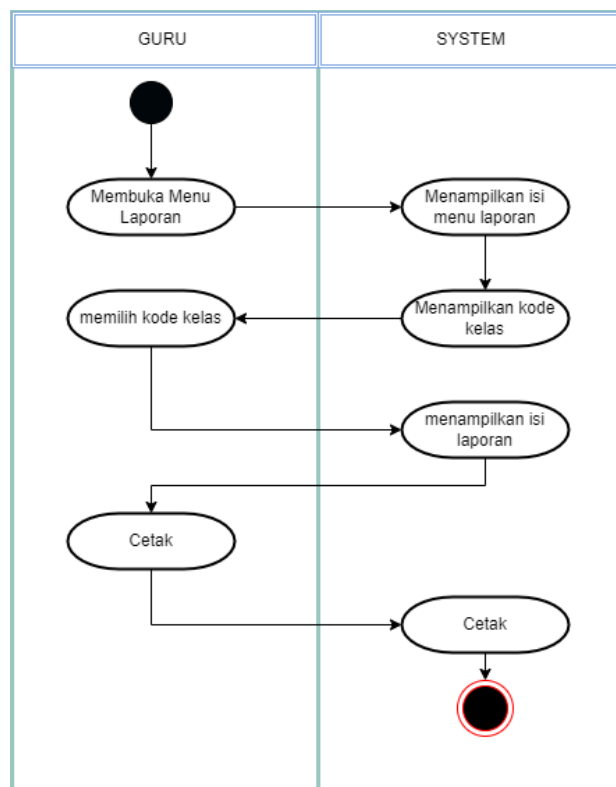 GURU
SYSTEM
Membuka Menu
Laporan
Menampilkan isi
menu laporan
memilih kode kelas
Menampilkan kode
kelas
menampilkan isi
laporan
Cetak
Cetak